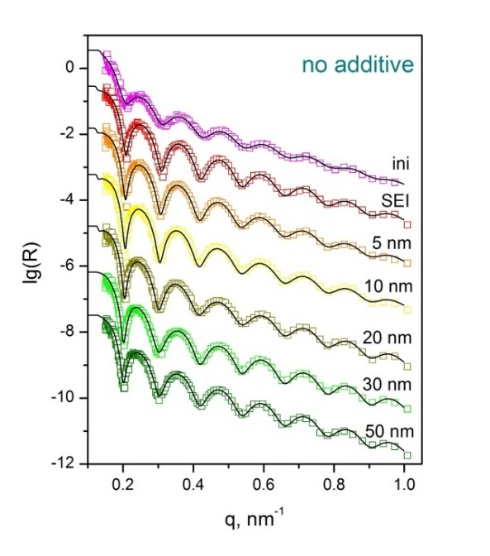 no additive
0
-2
-4
-6
-8
-10
-12
lg(R)
ini
SEI
5 nm
10 nm
20 nm
30 nm
50 nm
0.2
0.4
0.6
0.8
1.0
q, nm⁻¹